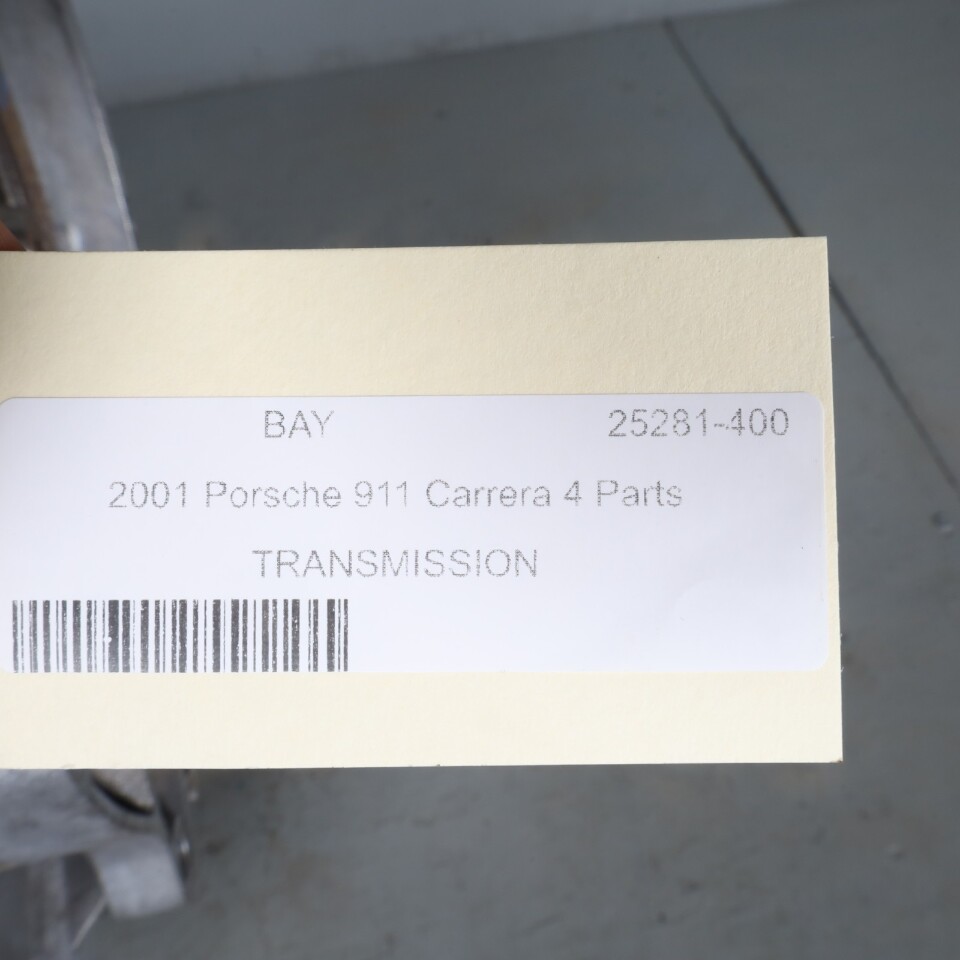 BAY 25281-400
2001 Porsche 911 Carrera 4 Parts
TRANSMISSION